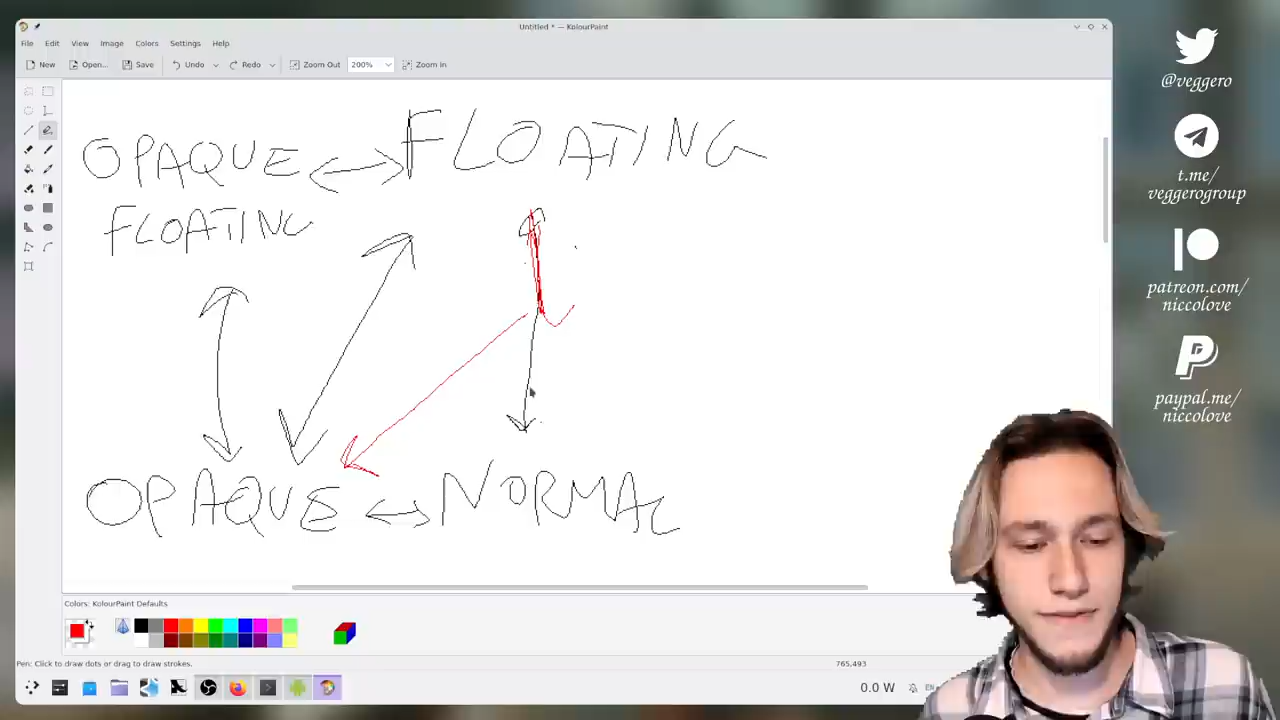 Untitled * — KolourPaint
File Edit View Image Colors Settings Help
New Open... Save Undo Redo Zoom Out 200% Zoom In
@veggero
t.me/
veggerogroup
patreon.com/
niccolove
paypal.me/
niccolove
OPAQUE FLOATING
FLOATING
OPAQUE NORMAL
Colors: KolourPaint Defaults
Pen: Click to draw dots or drag to draw strokes.
765,493
0.0 W EN